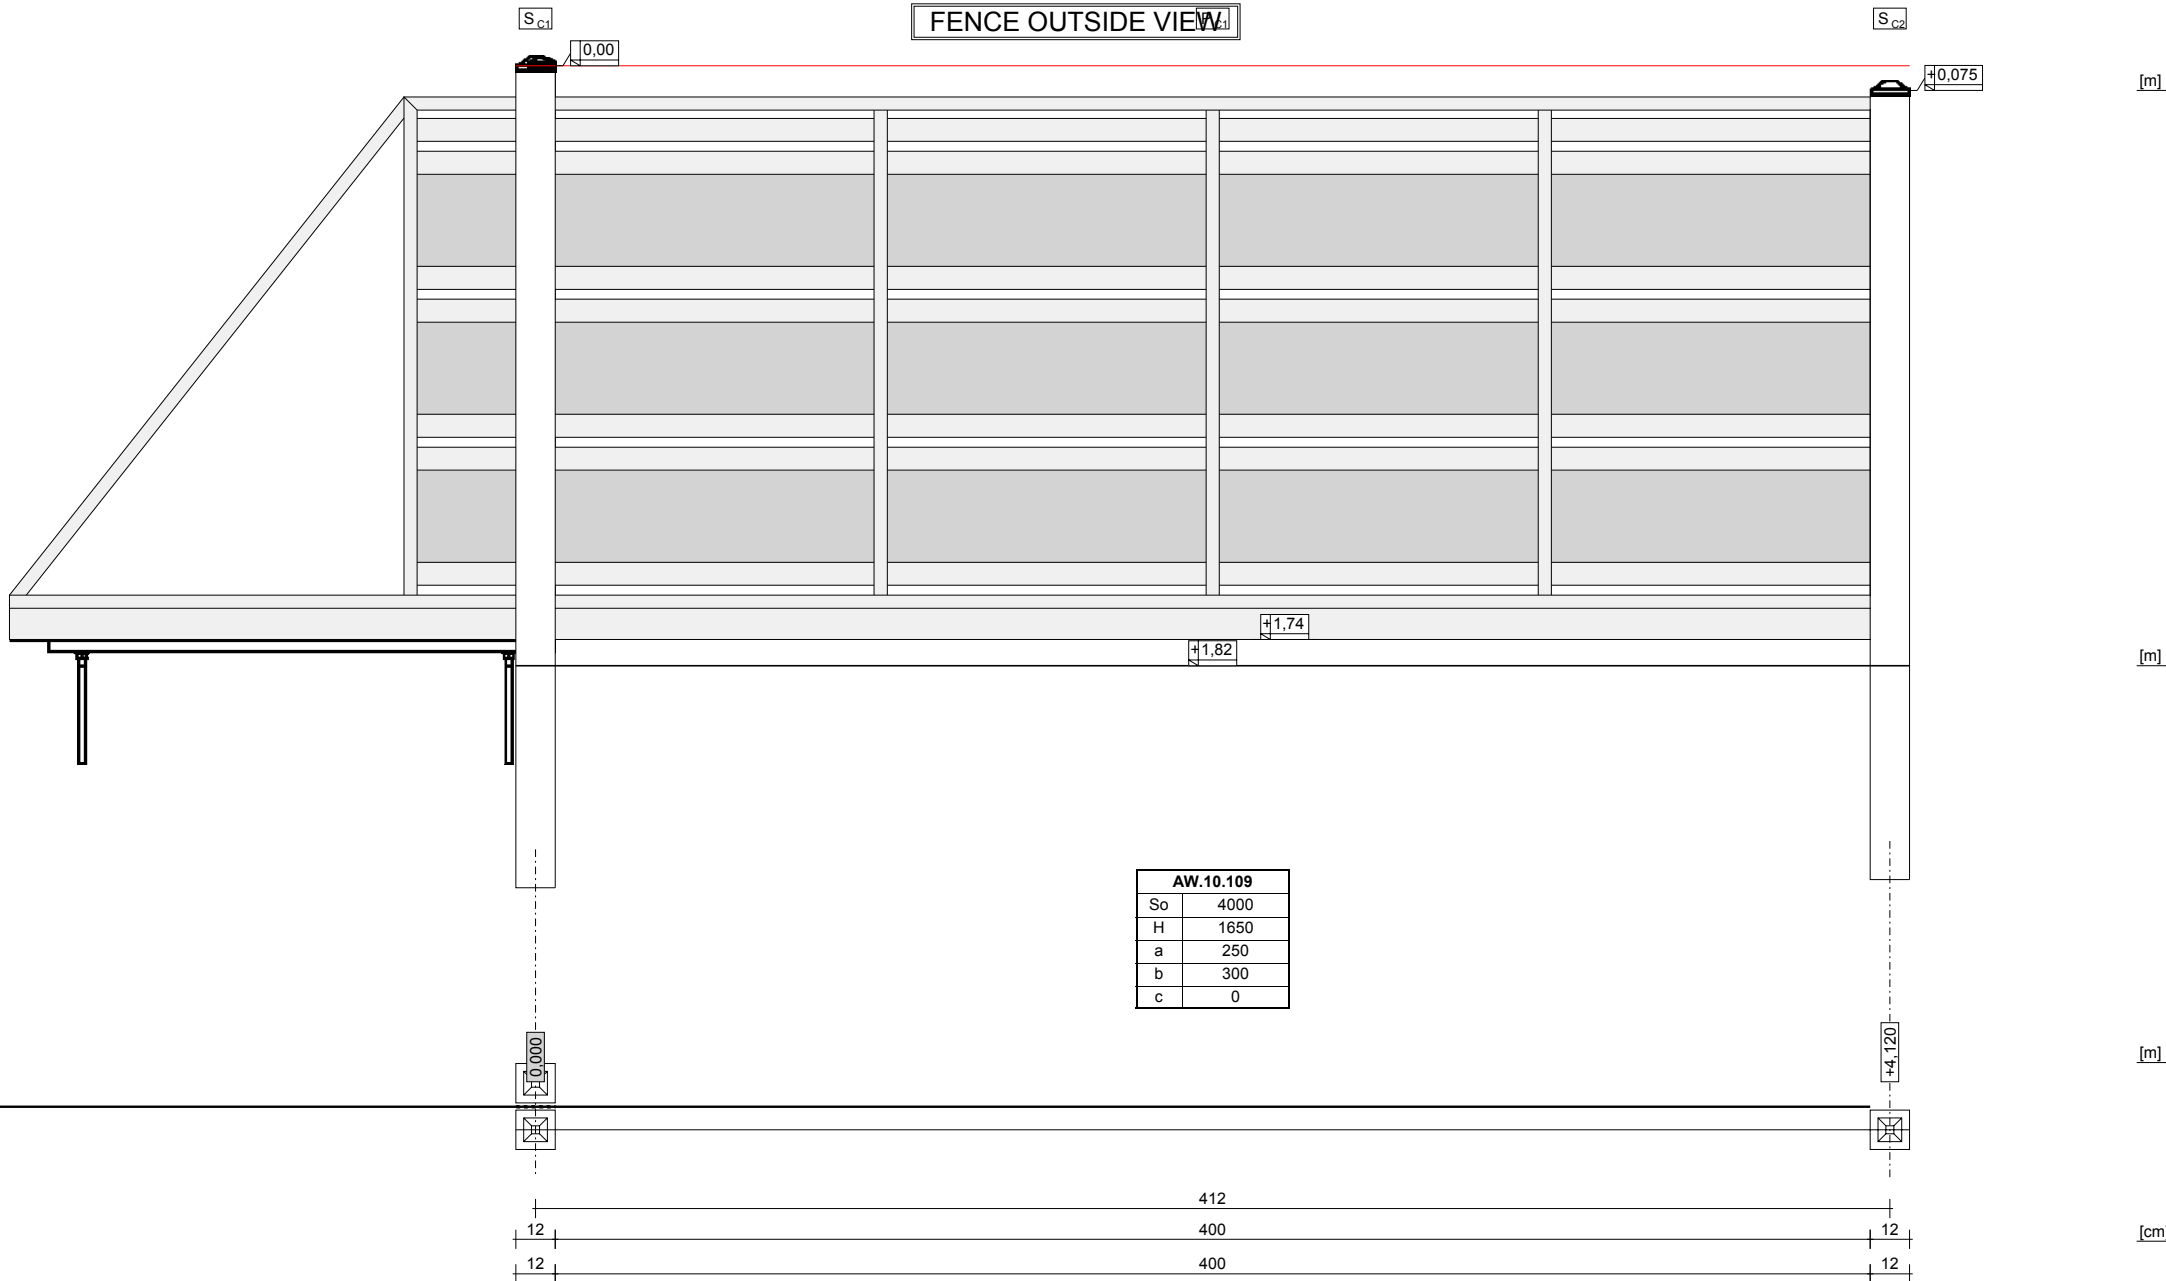 S C1
FENCE OUTSIDE VIEW
P C1
S C2
0,00
+0,075
[m]
+1,74
+1,82
[m]
AW.10.109
So 4000
H 1650
a 250
b 300
c 0
0,000
+4,120
[m]
412
12 400 12
[cm
12 400 12